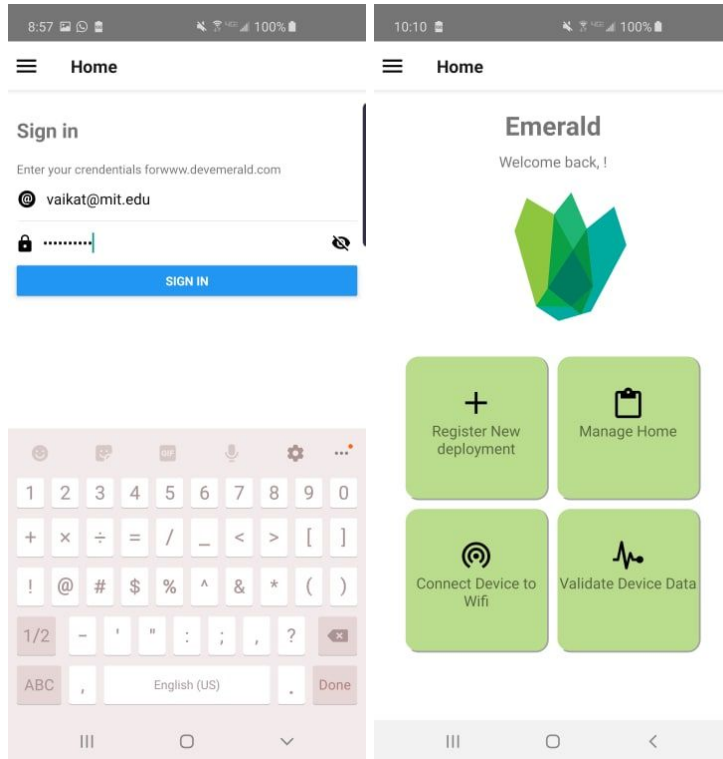 8:57 100%
Home
Sign in
Enter your crendentials forwww.devemerald.com
@ vaikat@mit.edu
••••••••••
SIGN IN
GIF
1 2 3 4 5 6 7 8 9 0
+ × ÷ = / _ < > [ ]
! @ # $ % ^ & * ( )
1/2 - ' " : ; , ?
ABC , English (US) . Done
10:10 100%
Home
Emerald
Welcome back, !
Register New
deployment
Manage Home
Connect Device to
Wifi
Validate Device Data